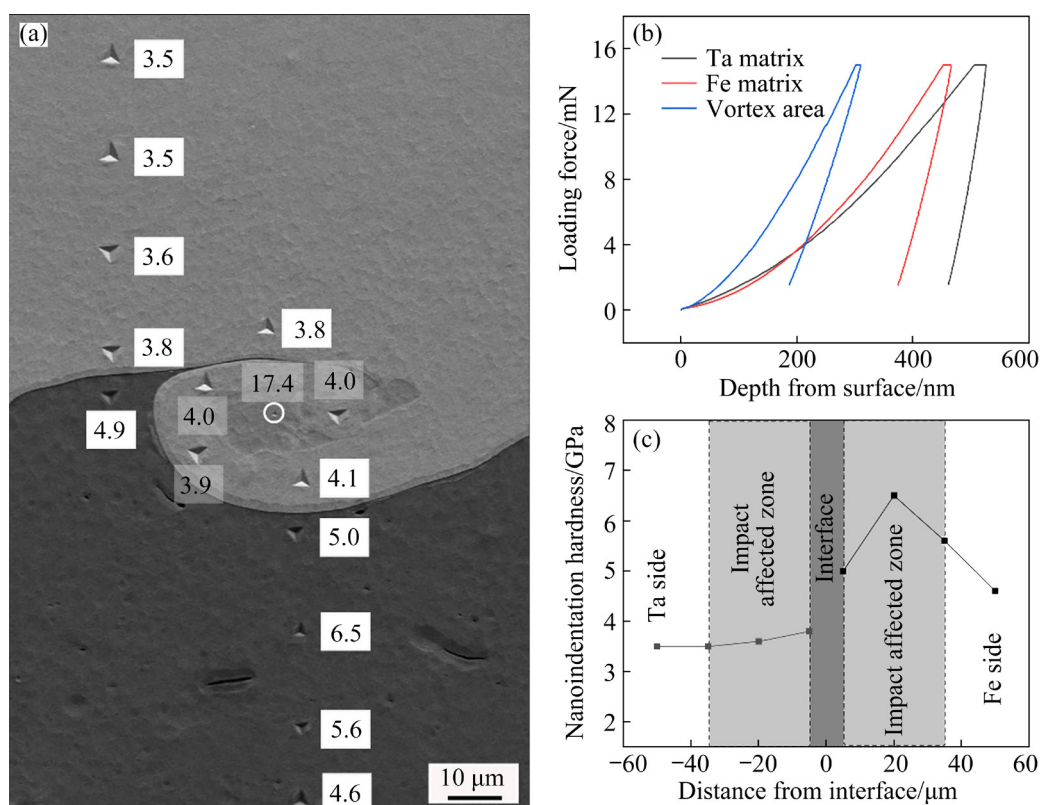 (a)
3.5
3.5
3.6
3.8
3.8
17.4
4.0
4.0
4.9
3.9
4.1
5.0
6.5
5.6
4.6
10 μm
(b)
16
12
8
4
0
Ta matrix
Fe matrix
Vortex area
Loading force/mN
0 200 400 600
Depth from surface/nm
(c)
8
7
6
5
4
3
2
Nanoindentation hardness/GPa
Ta side
Impact
affected zone
Interface
Impact affected zone
Fe side
−60 −40 −20 0 20 40 60
Distance from interface/μm